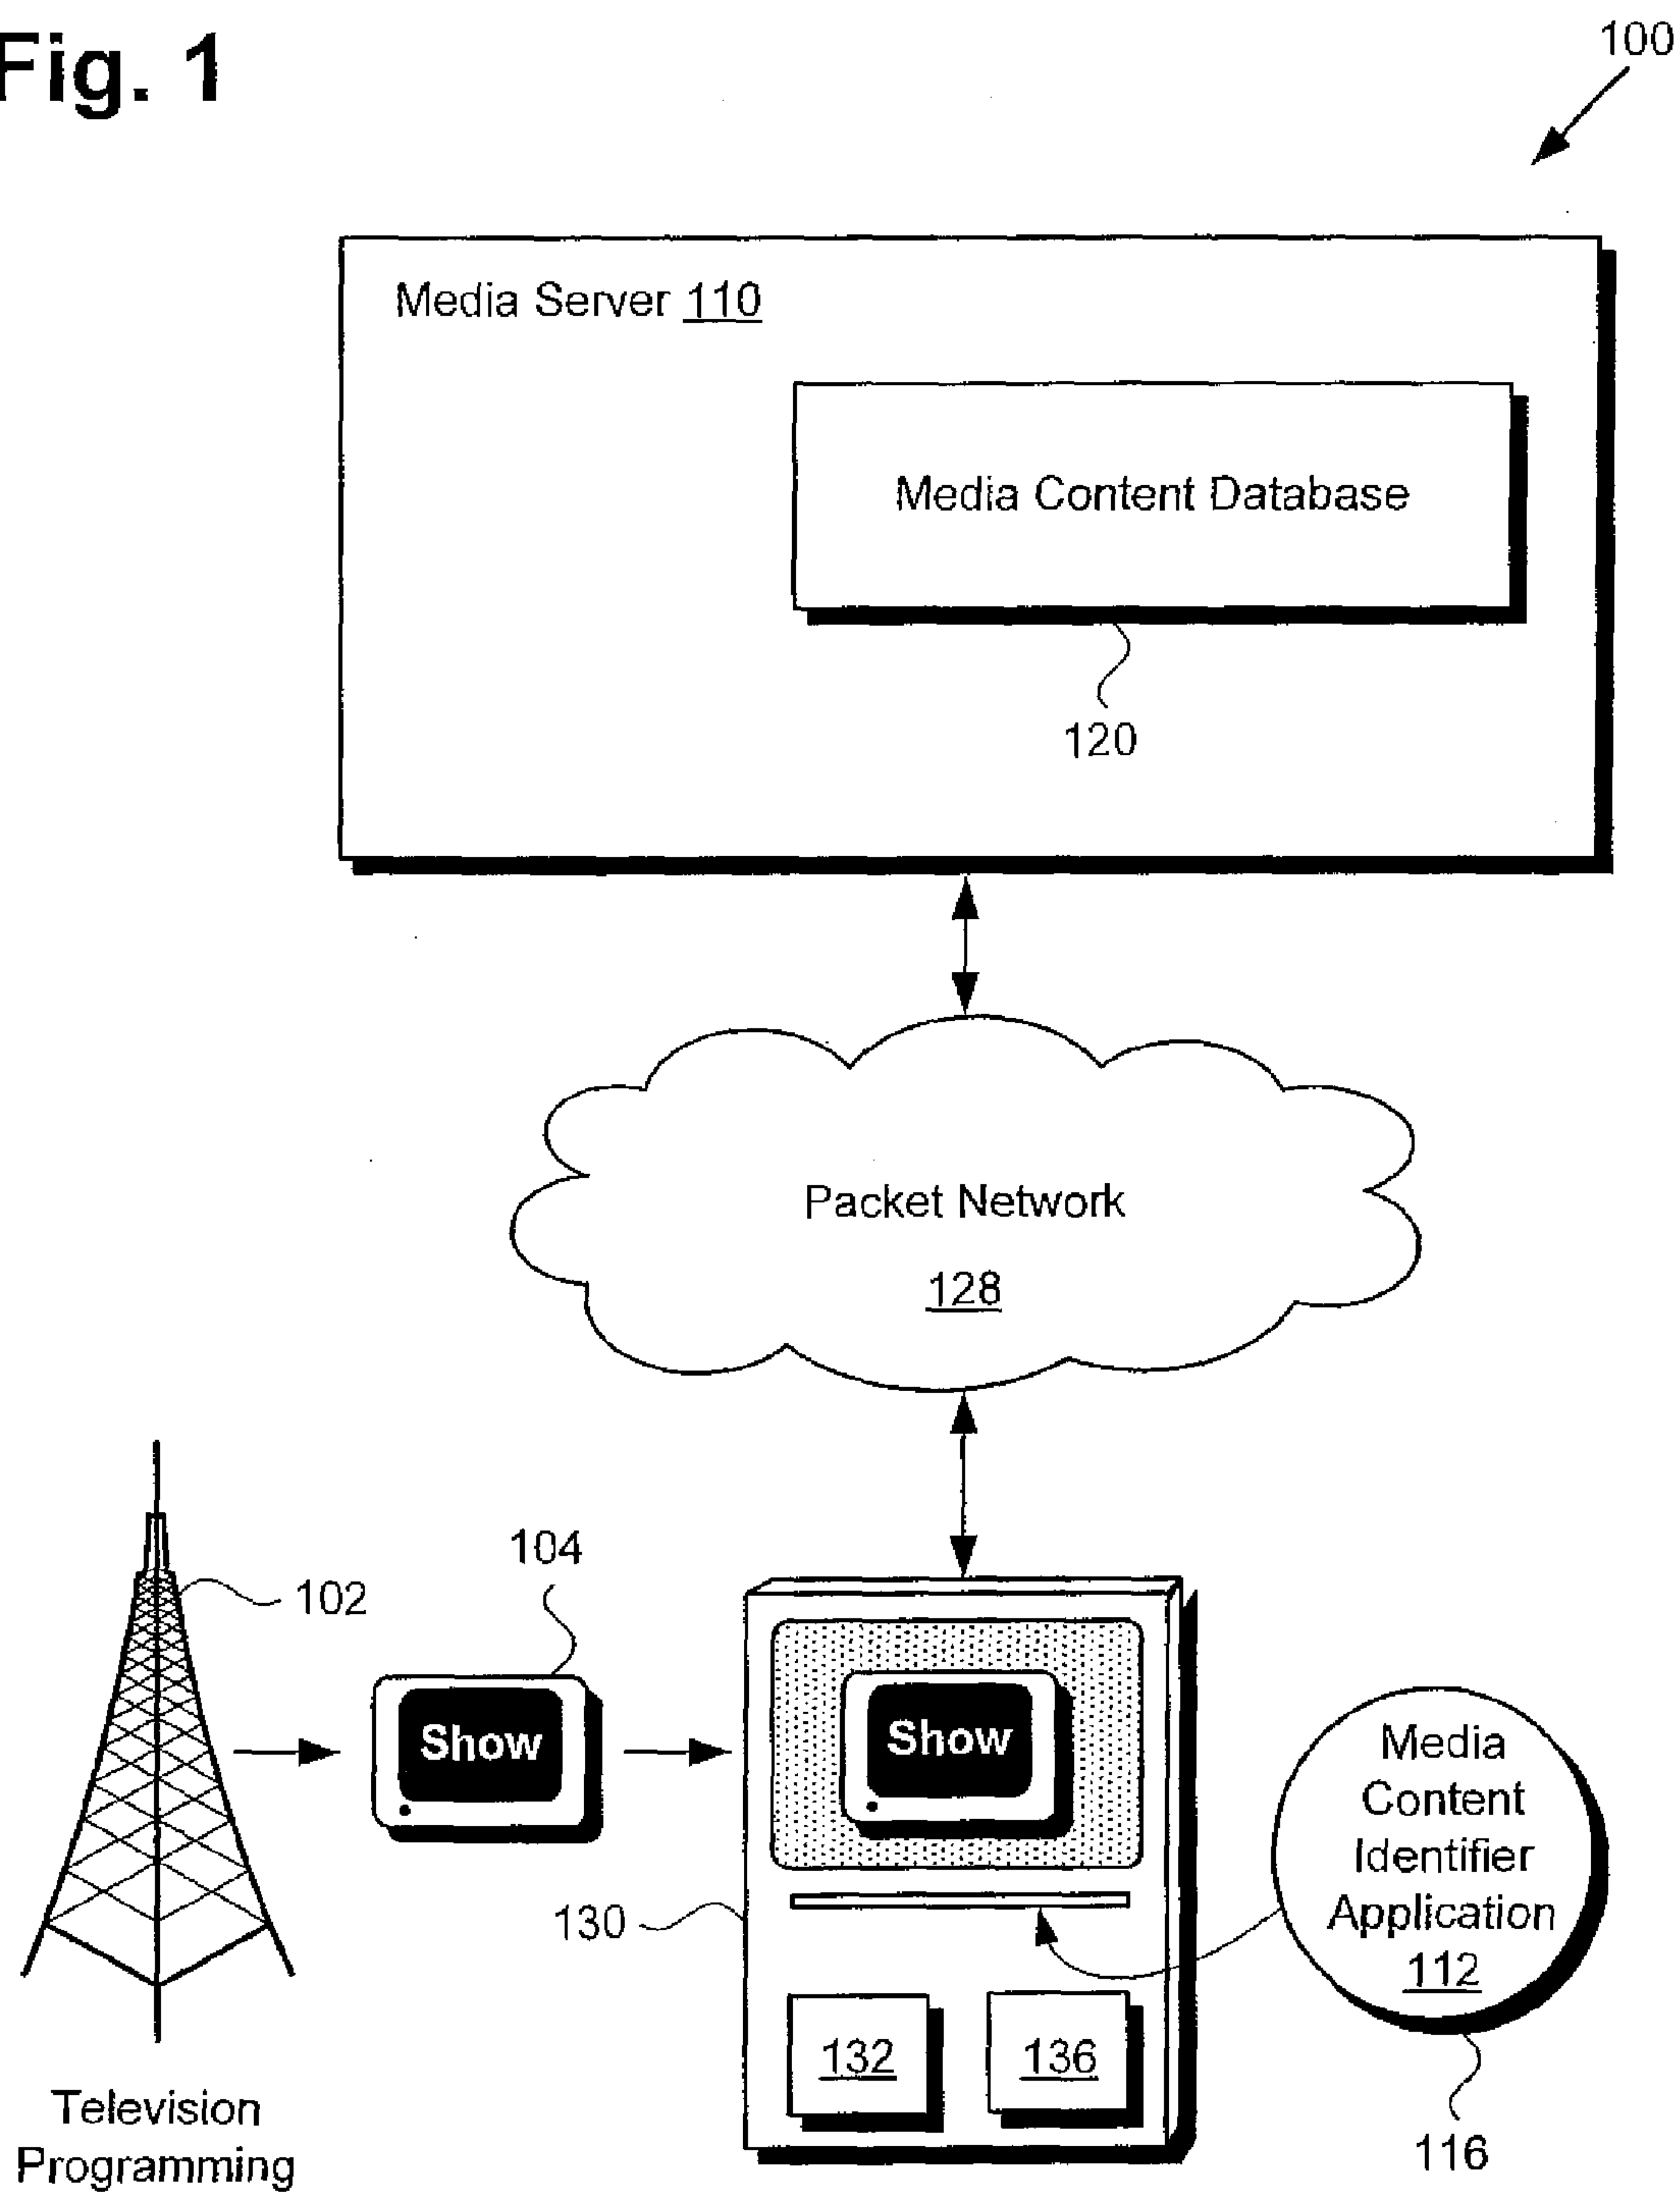 Fig. 1
100
Media Server 110
Media Content Database
120
Packet Network
128
104
102
Show
Show
Media
Content
Identifier
Application
112
130
132
136
116
Television
Programming